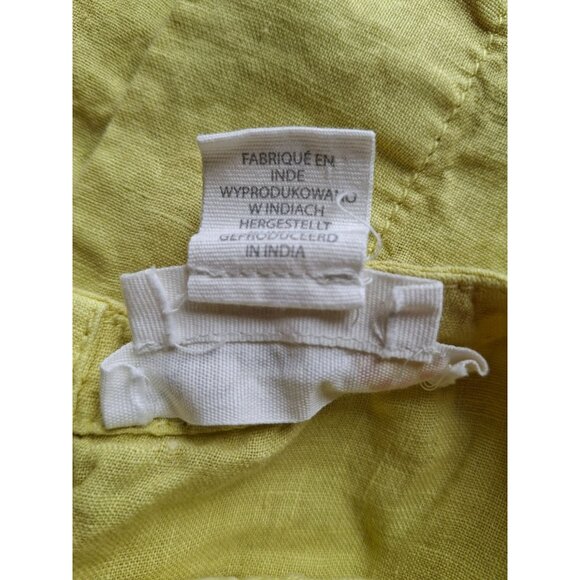 FABRIQUÉ EN
INDE
WYPRODUKOWANO
W INDIACH
HERGESTELLT
GEPRODUCEERD
IN INDIA